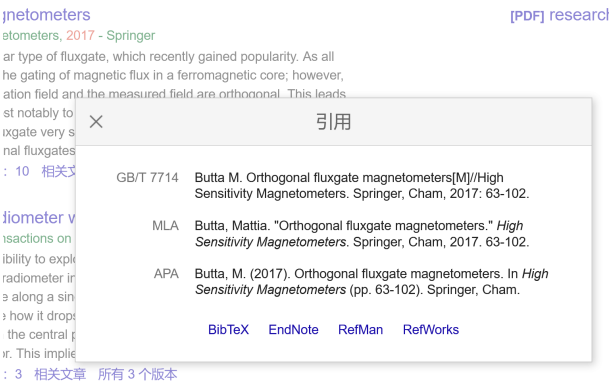 gnetometers
[PDF] research
etometers, 2017 - Springer
ar type of fluxgate, which recently gained popularity. As all
he gating of magnetic flux in a ferromagnetic core; however,
ation field and the measured field are orthogonal. This leads
st notably to
uxgate very s
nal fluxgates
: 10 相关文
引用
GB/T 7714 Butta M. Orthogonal fluxgate magnetometers[M]//High
Sensitivity Magnetometers. Springer, Cham, 2017: 63-102.
MLA Butta, Mattia. "Orthogonal fluxgate magnetometers." High
Sensitivity Magnetometers. Springer, Cham, 2017. 63-102.
APA Butta, M. (2017). Orthogonal fluxgate magnetometers. In High
Sensitivity Magnetometers (pp. 63-102). Springer, Cham.
BibTeX EndNote RefMan RefWorks
diometer w
nsactions on
ibility to explo
radiometer in
e along a sin
e how it drops
the central p
or. This implie
: 3 相关文章 所有 3 个版本